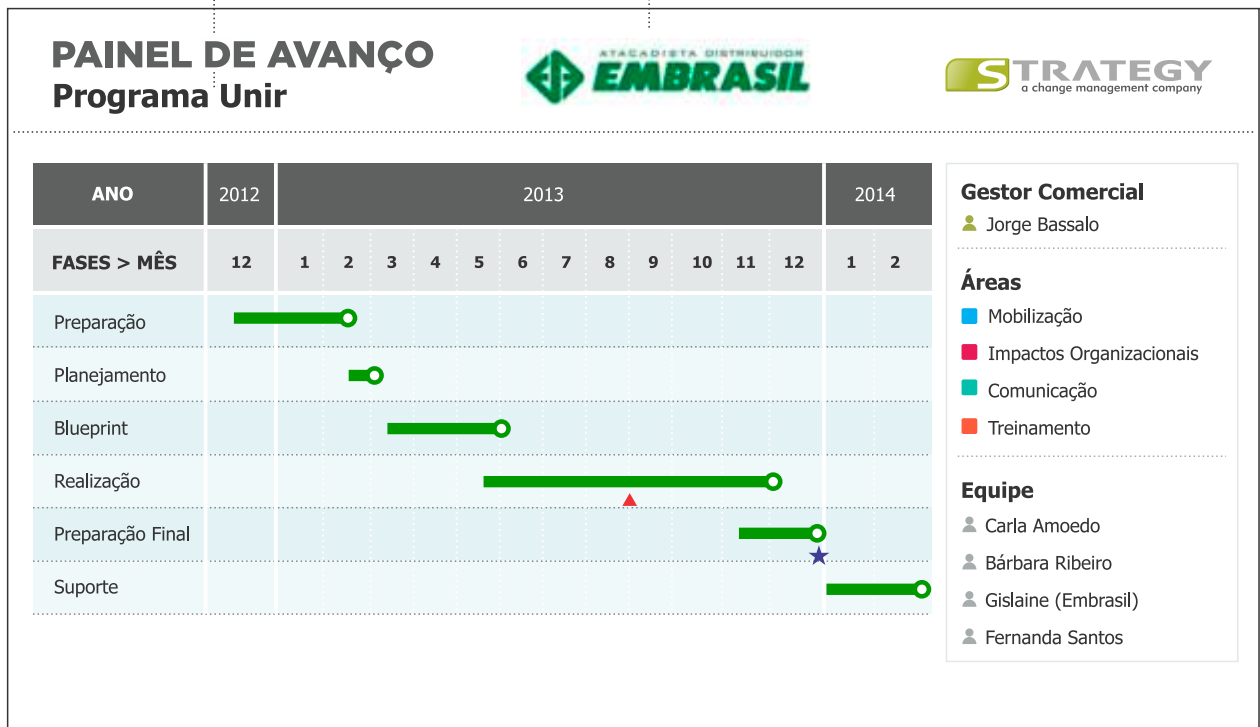 PAINEL DE AVANÇO
Programa Unir
ATACADISTA DISTRIBUIDOR
EMBRASIL
STRATEGY
a change management company
ANO 2012 2013 2014
FASES > MÊS 12 1 2 3 4 5 6 7 8 9 10 11 12 1 2
Preparação
Planejamento
Blueprint
Realização
Preparação Final
Suporte
Gestor Comercial
Jorge Bassalo
Áreas
Mobilização
Impactos Organizacionais
Comunicação
Treinamento
Equipe
Carla Amoedo
Bárbara Ribeiro
Gislaine (Embrasil)
Fernanda Santos